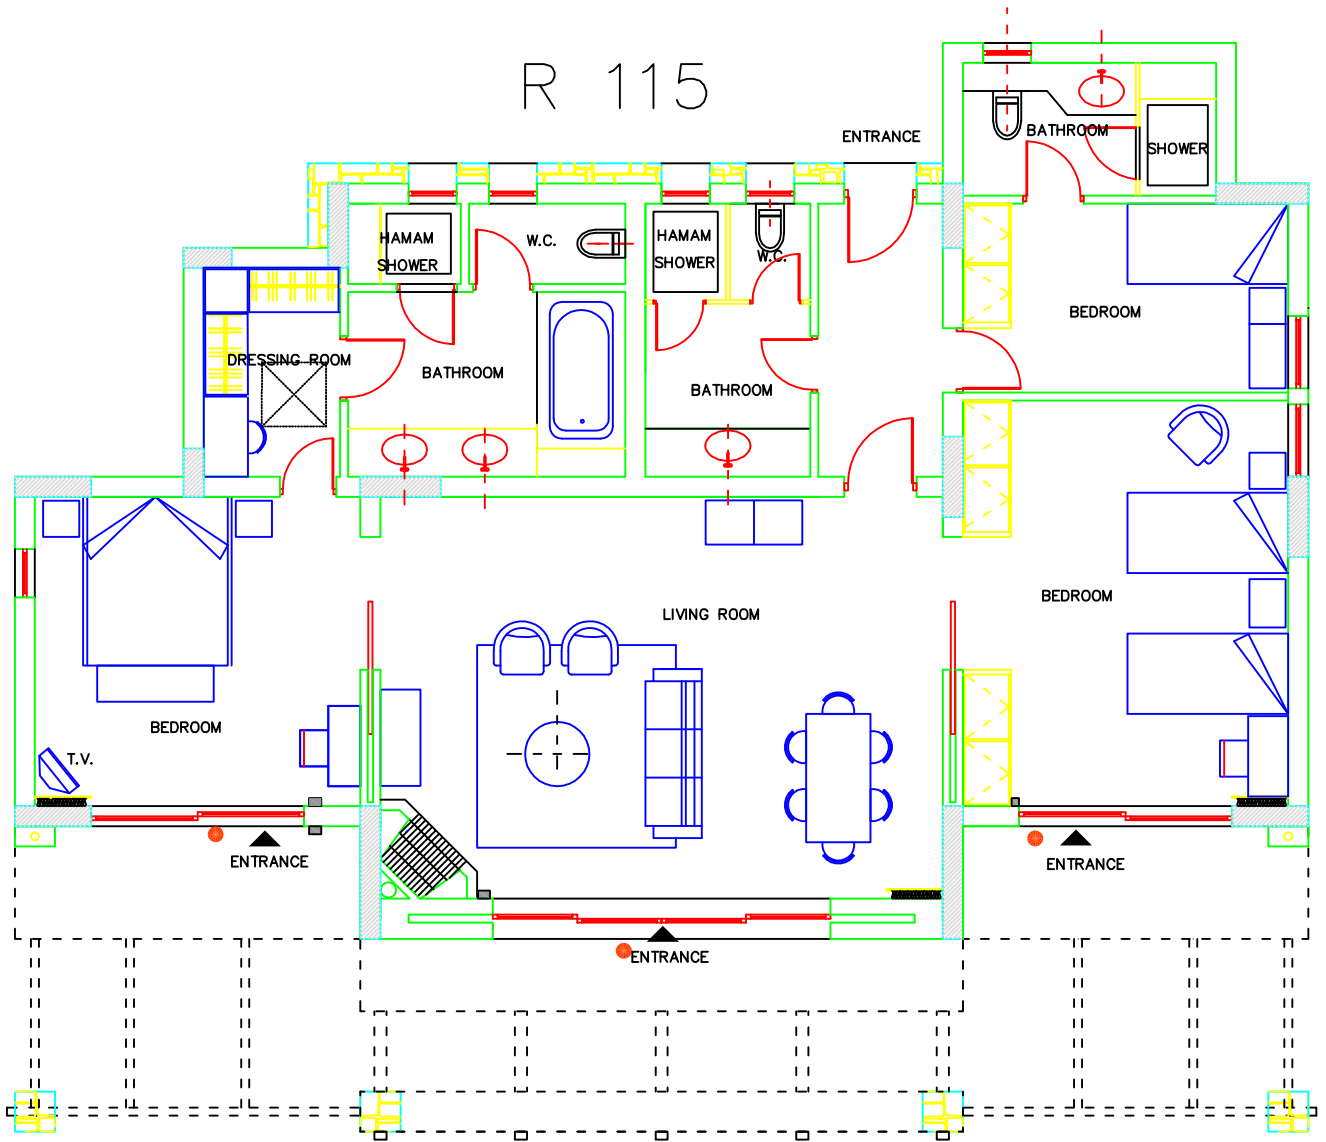 R 115
ENTRANCE
BATHROOM
SHOWER
HAMAM
SHOWER
W.C.
HAMAM
SHOWER
W.C.
BEDROOM
DRESSING ROOM
BATHROOM
BATHROOM
BEDROOM
LIVING ROOM
BEDROOM
T.V.
ENTRANCE
ENTRANCE
ENTRANCE